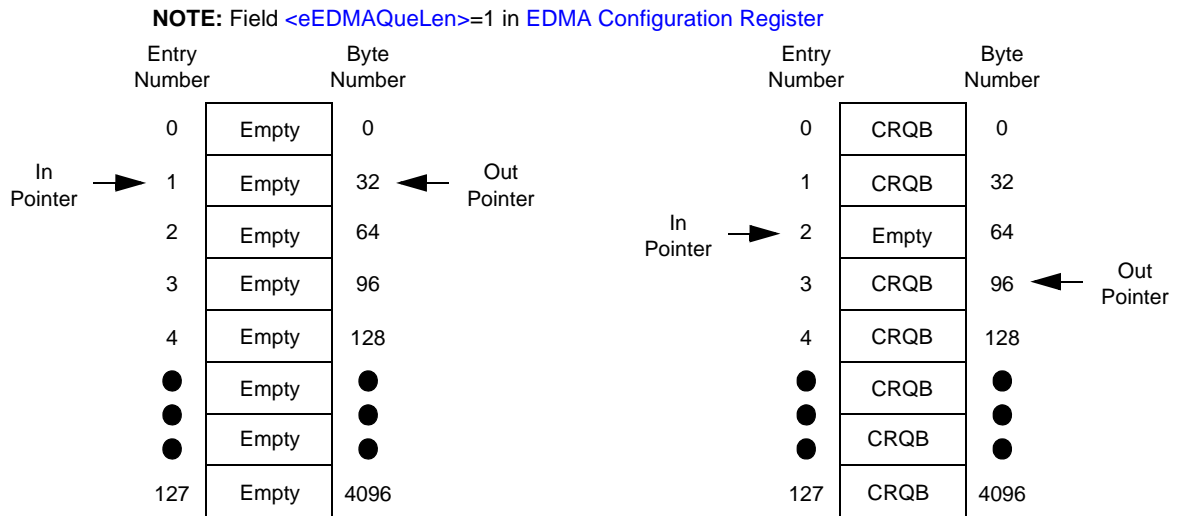 NOTE: Field <eEDMAQueLen>=1 in EDMA Configuration Register
Entry Number
Byte Number
0 Empty 0
In Pointer
1 Empty 32
Out Pointer
2 Empty 64
3 Empty 96
4 Empty 128
Empty
Empty
127 Empty 4096
Entry Number
Byte Number
0 CRQB 0
1 CRQB 32
In Pointer
2 Empty 64
3 CRQB 96
Out Pointer
4 CRQB 128
CRQB
CRQB
127 CRQB 4096